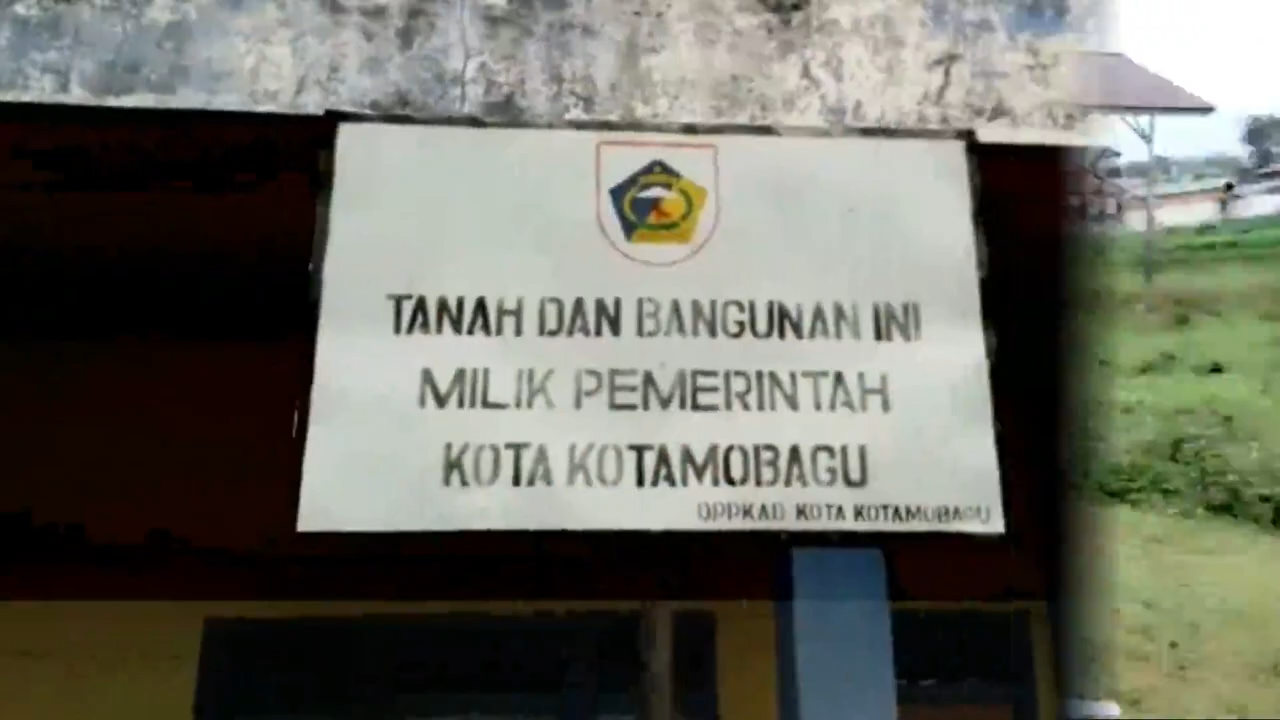 TANAH DAN BANGUNAN INI
MILIK PEMERINTAH
KOTA KOTAMOBAGU
DPPKAD KOTA KOTAMOBAGU